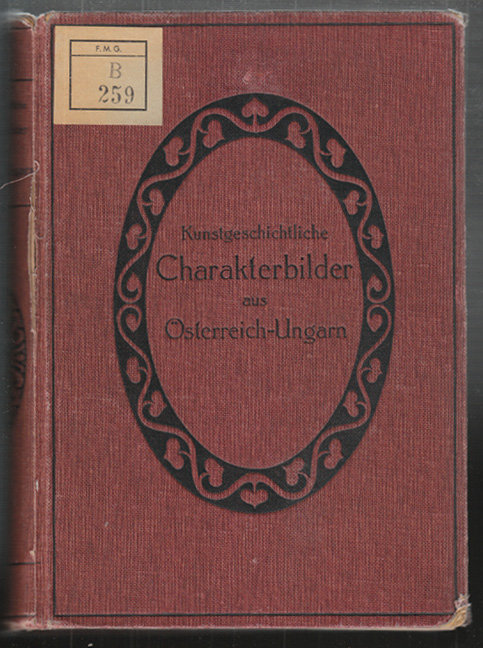 F. M. G.
B
259
Kunstgeschichtliche
Charakterbilder
aus
Österreich-Ungarn